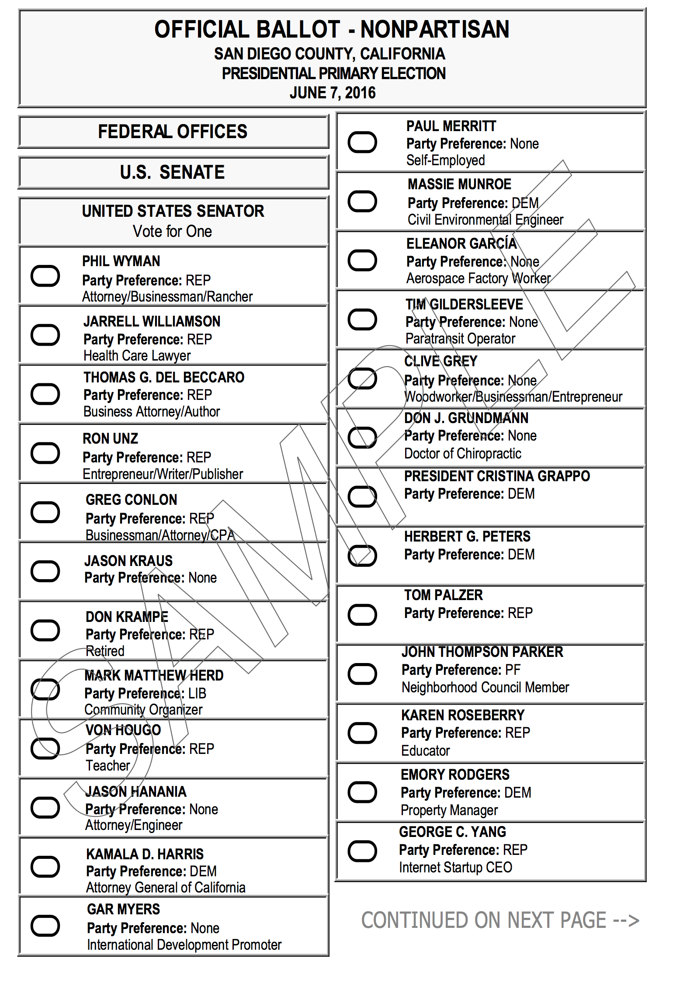 OFFICIAL BALLOT - NONPARTISAN
SAN DIEGO COUNTY, CALIFORNIA
PRESIDENTIAL PRIMARY ELECTION
JUNE 7, 2016
FEDERAL OFFICES
U.S. SENATE
UNITED STATES SENATOR
Vote for One
PHIL WYMAN
Party Preference: REP
Attorney/Businessman/Rancher
JARRELL WILLIAMSON
Party Preference: REP
Health Care Lawyer
THOMAS G. DEL BECCARO
Party Preference: REP
Business Attorney/Author
RON UNZ
Party Preference: REP
Entrepreneur/Writer/Publisher
GREG CONLON
Party Preference: REP
Businessman/Attorney/CPA
JASON KRAUS
Party Preference: None
DON KRAMPE
Party Preference: REP
Retired
MARK MATTHEW HERD
Party Preference: LIB
Community Organizer
VON HOUGO
Party Preference: REP
Teacher
JASON HANANIA
Party Preference: None
Attorney/Engineer
KAMALA D. HARRIS
Party Preference: DEM
Attorney General of California
GAR MYERS
Party Preference: None
International Development Promoter
PAUL MERRITT
Party Preference: None
Self-Employed
MASSIE MUNROE
Party Preference: DEM
Civil Environmental Engineer
ELEANOR GARCÍA
Party Preference: None
Aerospace Factory Worker
TIM GILDERSLEEVE
Party Preference: None
Paratransit Operator
CLIVE GREY
Party Preference: None
Woodworker/Businessman/Entrepreneur
DON J. GRUNDMANN
Party Preference: None
Doctor of Chiropractic
PRESIDENT CRISTINA GRAPPO
Party Preference: DEM
HERBERT G. PETERS
Party Preference: DEM
TOM PALZER
Party Preference: REP
JOHN THOMPSON PARKER
Party Preference: PF
Neighborhood Council Member
KAREN ROSEBERRY
Party Preference: REP
Educator
EMORY RODGERS
Party Preference: DEM
Property Manager
GEORGE C. YANG
Party Preference: REP
Internet Startup CEO
CONTINUED ON NEXT PAGE -->
SAMPLE